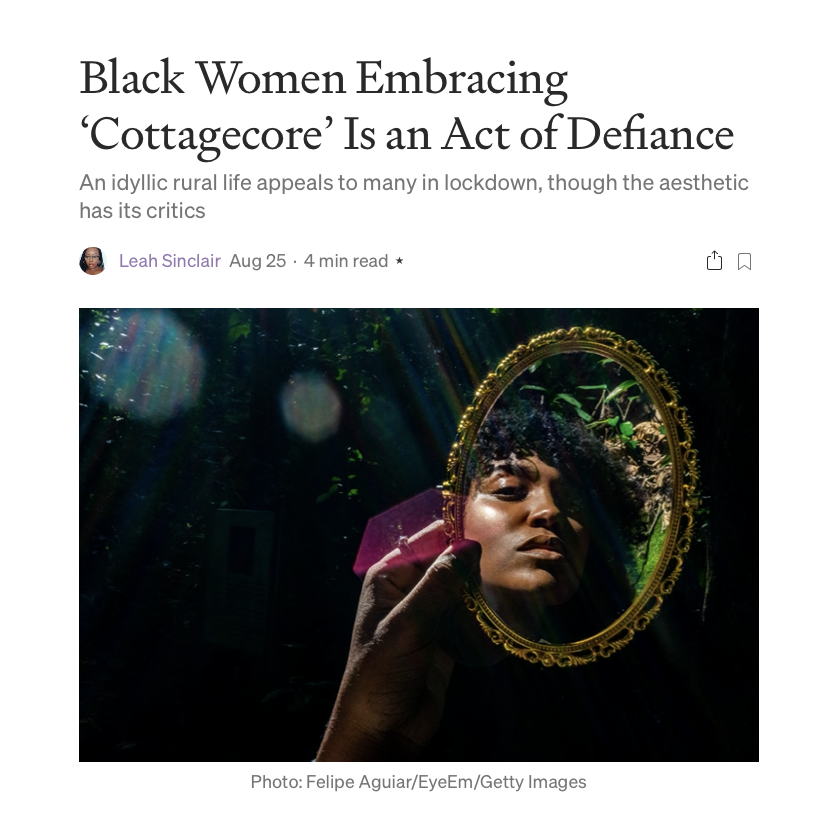 Black Women Embracing
‘Cottagecore’ Is an Act of Defiance
An idyllic rural life appeals to many in lockdown, though the aesthetic
has its critics
Leah Sinclair Aug 25 · 4 min read ★
Photo: Felipe Aguiar/EyeEm/Getty Images